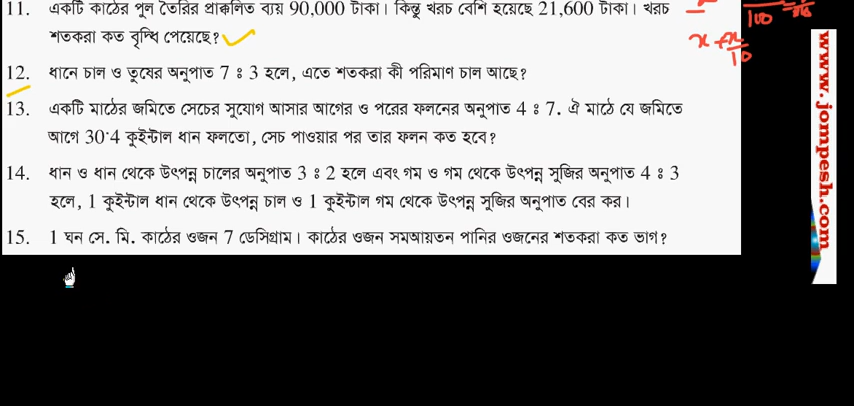 11. একটি কাঠের পুল তৈরির প্রাক্কলিত ব্যয় 90,000 টাকা। কিন্তু খরচ বেশি হয়েছে 21,600 টাকা। খরচ
শতকরা কত বৃদ্ধি পেয়েছে?
12. ধানে চাল ও তুষের অনুপাত 7 ঃ 3 হলে, এতে শতকরা কী পরিমাণ চাল আছে?
13. একটি মাঠের জমিতে সেচের সুযোগ আসার আগের ও পরের ফলনের অনুপাত 4 ঃ 7. ঐ মাঠে যে জমিতে
আগে 30·4 কুইন্টাল ধান ফলতো, সেচ পাওয়ার পর তার ফলন কত হবে?
14. ধান ও ধান থেকে উৎপন্ন চালের অনুপাত 3 ঃ 2 হলে এবং গম ও গম থেকে উৎপন্ন সুজির অনুপাত 4 ঃ 3
হলে, 1 কুইন্টাল ধান থেকে উৎপন্ন চাল ও 1 কুইন্টাল গম থেকে উৎপন্ন সুজির অনুপাত বের কর।
15. 1 ঘন সে. মি. কাঠের ওজন 7 ডেসিগ্রাম। কাঠের ওজন সমআয়তন পানির ওজনের শতকরা কত ভাগ?
100
x + x/10
www.jompesh.com